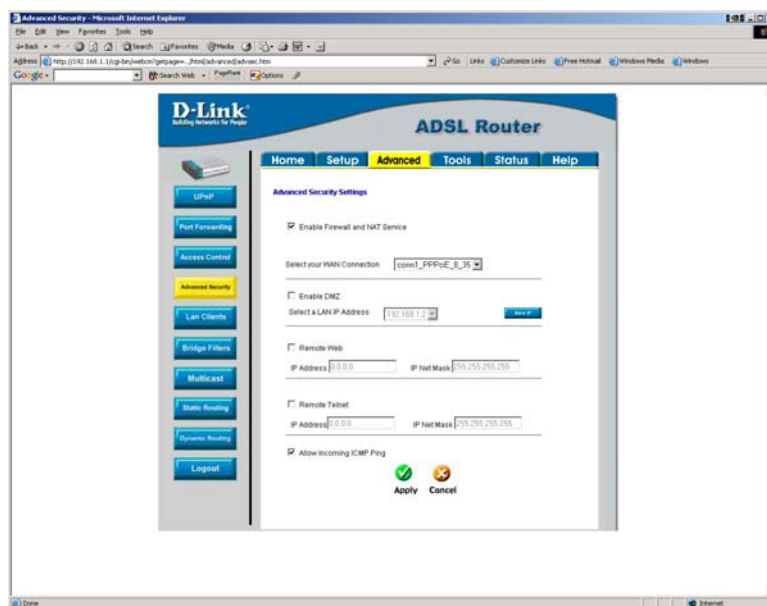 Advanced Security - Microsoft Internet Explorer
File Edit View Favorites Tools Help
Back Search Favorites Media
Address http://192.168.1.1/cgi-bin/webcm?getpage=../html/advanced/advsec.htm Go Links Customize Links Free Hotmail Windows Media Windows
Google Search Web PageRank Options
D-Link
Building Networks for People
ADSL Router
Home Setup Advanced Tools Status Help
UPnP
Port Forwarding
Access Control
Advanced Security
Lan Clients
Bridge Filters
Multicast
Static Routing
Dynamic Routing
Logout
Advanced Security Settings
Enable Firewall and NAT Service
Select your WAN Connection conn1_PPPoE_8_35
Enable DMZ
Select a LAN IP Address 192.168.1.2
Remote Web
IP Address 0.0.0.0 IP Net Mask 255.255.255.255
Remote Telnet
IP Address 0.0.0.0 IP Net Mask 255.255.255.255
Allow Incoming ICMP Ping
Apply Cancel
Done Internet